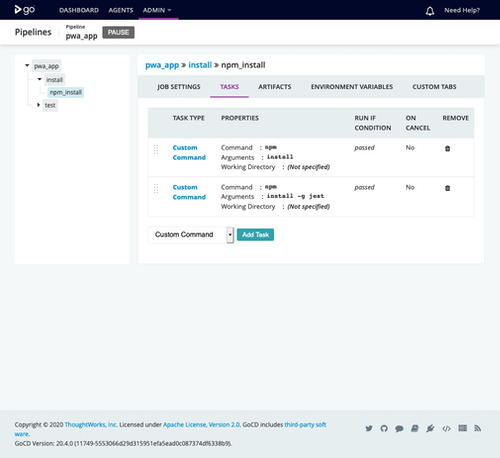 go DASHBOARD AGENTS ADMIN Need Help?
Pipelines Pipeline pwa_app PAUSE
pwa_app
install
npm_install
test
pwa_app » install » npm_install
JOB SETTINGS TASKS ARTIFACTS ENVIRONMENT VARIABLES CUSTOM TABS
TASK TYPE PROPERTIES RUN IF CONDITION ON CANCEL REMOVE
Custom Command
Command : npm
Arguments : install
Working Directory : (Not specified)
passed No
Custom Command
Command : npm
Arguments : install -g jest
Working Directory : (Not specified)
passed No
Custom Command Add Task
Copyright © 2020 ThoughtWorks, Inc. Licensed under Apache License, Version 2.0. GoCD includes third-party soft
ware.
GoCD Version: 20.4.0 (11749-5553066d29d315951efa5ead0c087374df6338b9).